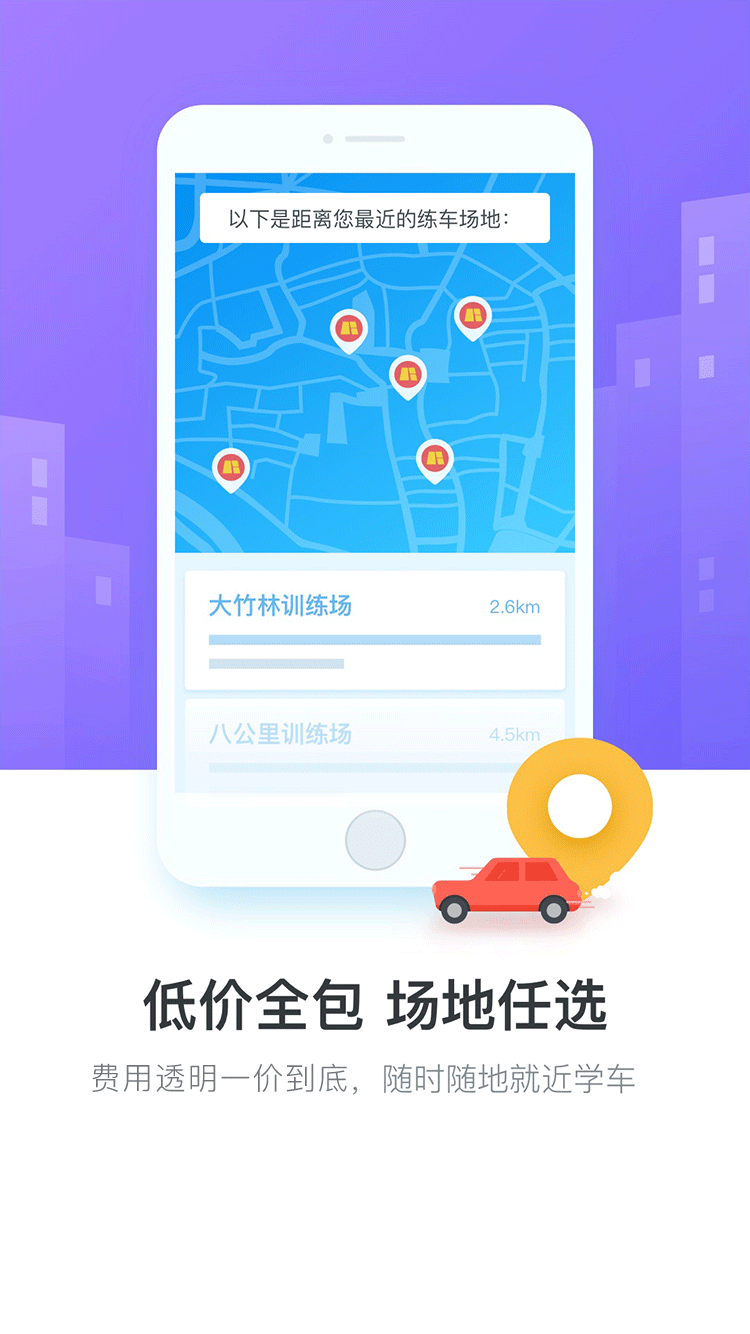 以下是距离您最近的练车场地：
大竹林训练场 2.6km
八公里训练场 4.5km
低价全包 场地任选
费用透明一价到底，随时随地就近学车